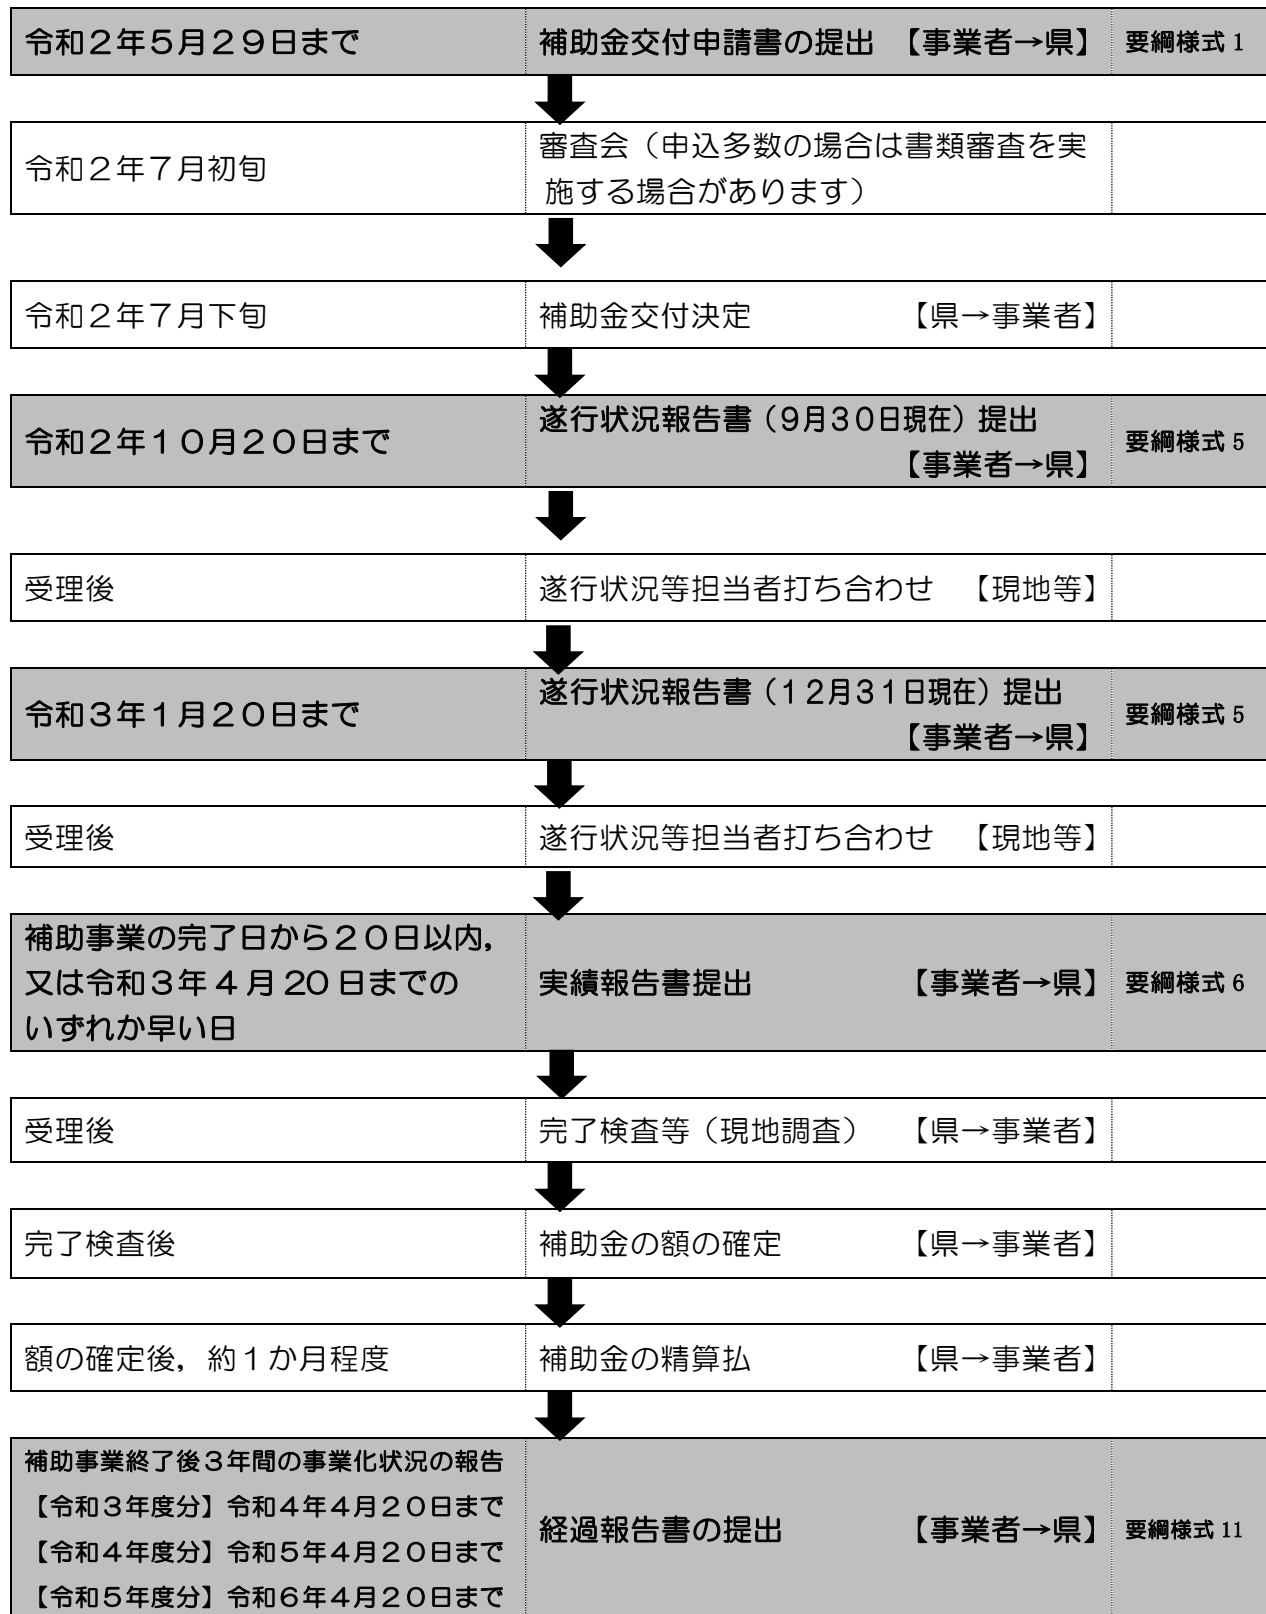 令和２年５月２９日まで 補助金交付申請書の提出 【事業者→県】 要綱様式 1
令和２年７月初旬 審査会（申込多数の場合は書類審査を実
施する場合があります）
令和２年７月下旬 補助金交付決定 【県→事業者】
令和２年１０月２０日まで 遂行状況報告書（９月３０日現在）提出
【事業者→県】 要綱様式 5
受理後 遂行状況等担当者打ち合わせ 【現地等】
令和３年１月２０日まで 遂行状況報告書（１２月３１日現在）提出
【事業者→県】 要綱様式 5
受理後 遂行状況等担当者打ち合わせ 【現地等】
補助事業の完了日から２０日以内，
又は令和３年 4 月 20 日までの
いずれか早い日
実績報告書提出 【事業者→県】 要綱様式 6
受理後 完了検査等（現地調査） 【県→事業者】
完了検査後 補助金の額の確定 【県→事業者】
額の確定後，約１か月程度 補助金の精算払 【県→事業者】
補助事業終了後３年間の事業化状況の報告
【令和３年度分】令和４年４月２０日まで
【令和４年度分】令和５年４月２０日まで
【令和５年度分】令和６年４月２０日まで
経過報告書の提出 【事業者→県】 要綱様式 11